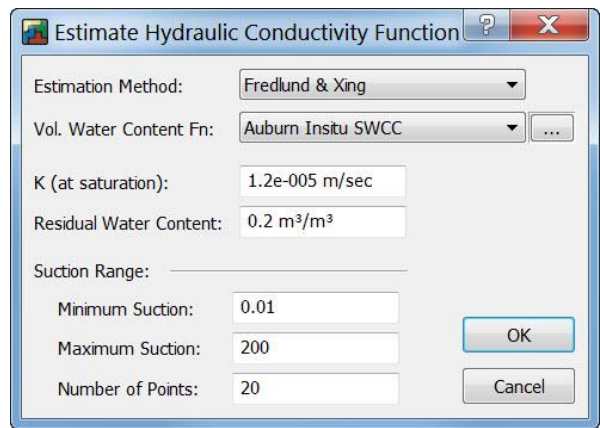 Estimate Hydraulic Conductivity Function ? X
Estimation Method: Fredlund & Xing
Vol. Water Content Fn: Auburn Insitu SWCC ...
K (at saturation): 1.2e-005 m/sec
Residual Water Content: 0.2 m³/m³
Suction Range:
Minimum Suction: 0.01
Maximum Suction: 200
OK
Number of Points: 20
Cancel